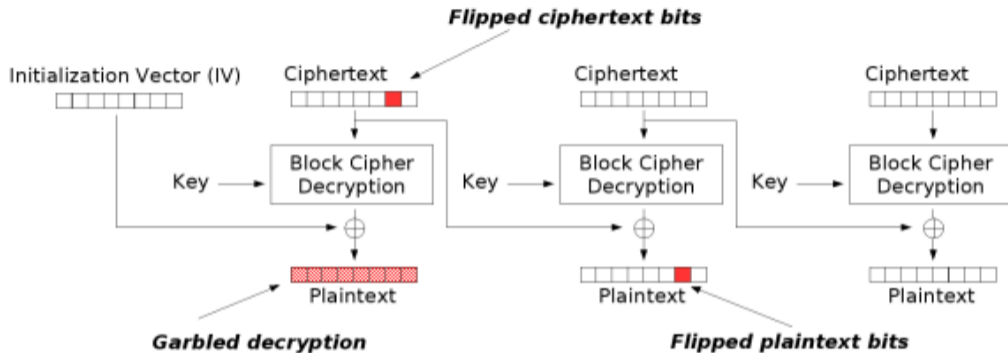 Flipped ciphertext bits
Initialization Vector (IV)
Ciphertext
Ciphertext
Ciphertext
Key
Block Cipher
Decryption
Key
Block Cipher
Decryption
Key
Block Cipher
Decryption
Plaintext
Plaintext
Plaintext
Garbled decryption
Flipped plaintext bits